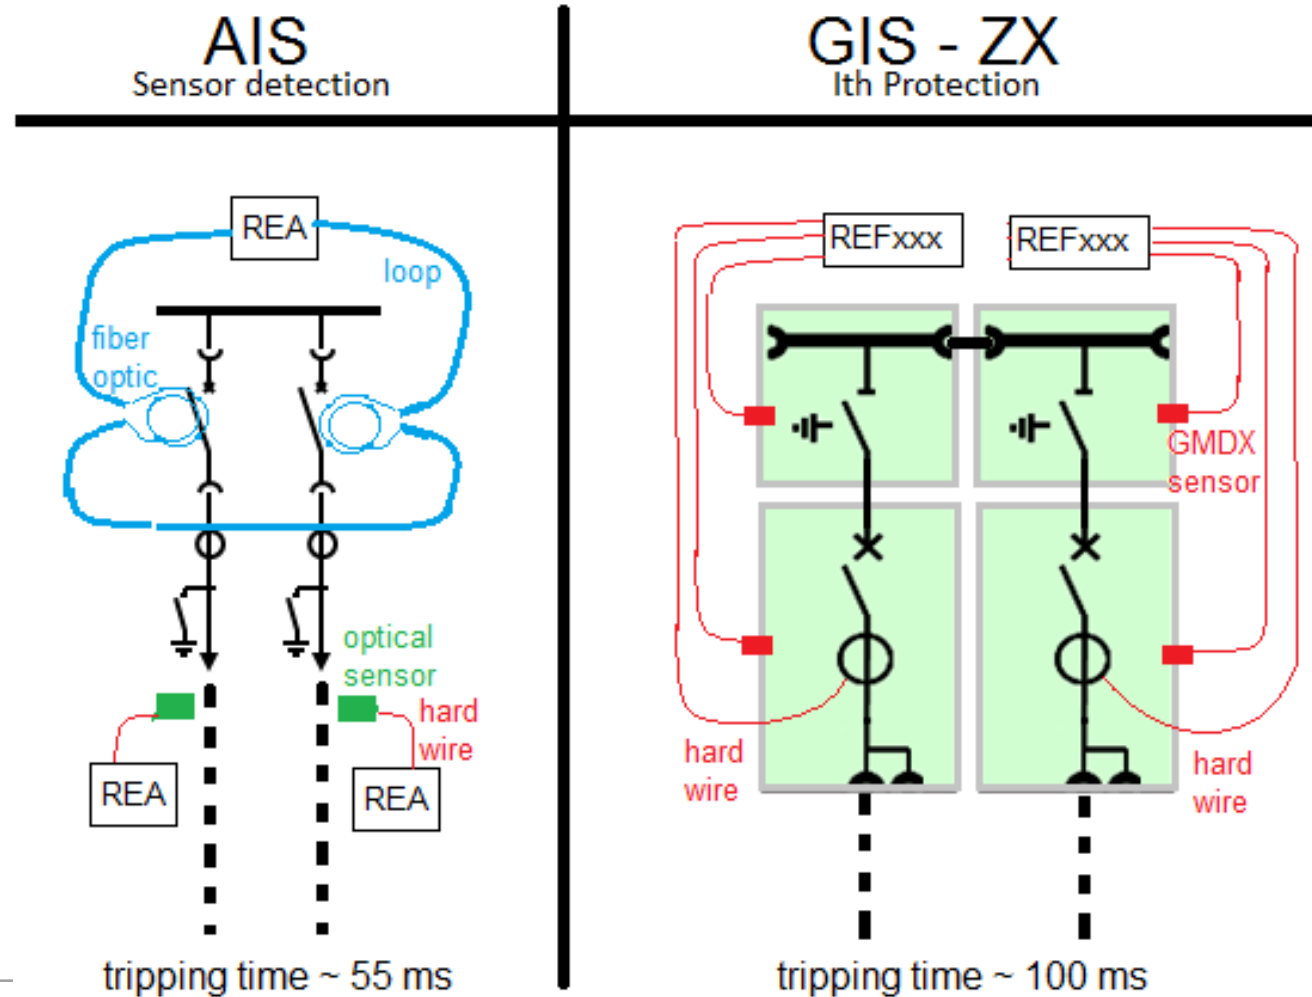 AIS
Sensor detection
GIS - ZX
Ith Protection
REA
loop
fiber
optic
optical
sensor
hard
wire
REA
REA
tripping time ~ 55 ms
REFxxx
REFxxx
GMDX
sensor
hard
wire
hard
wire
tripping time ~ 100 ms